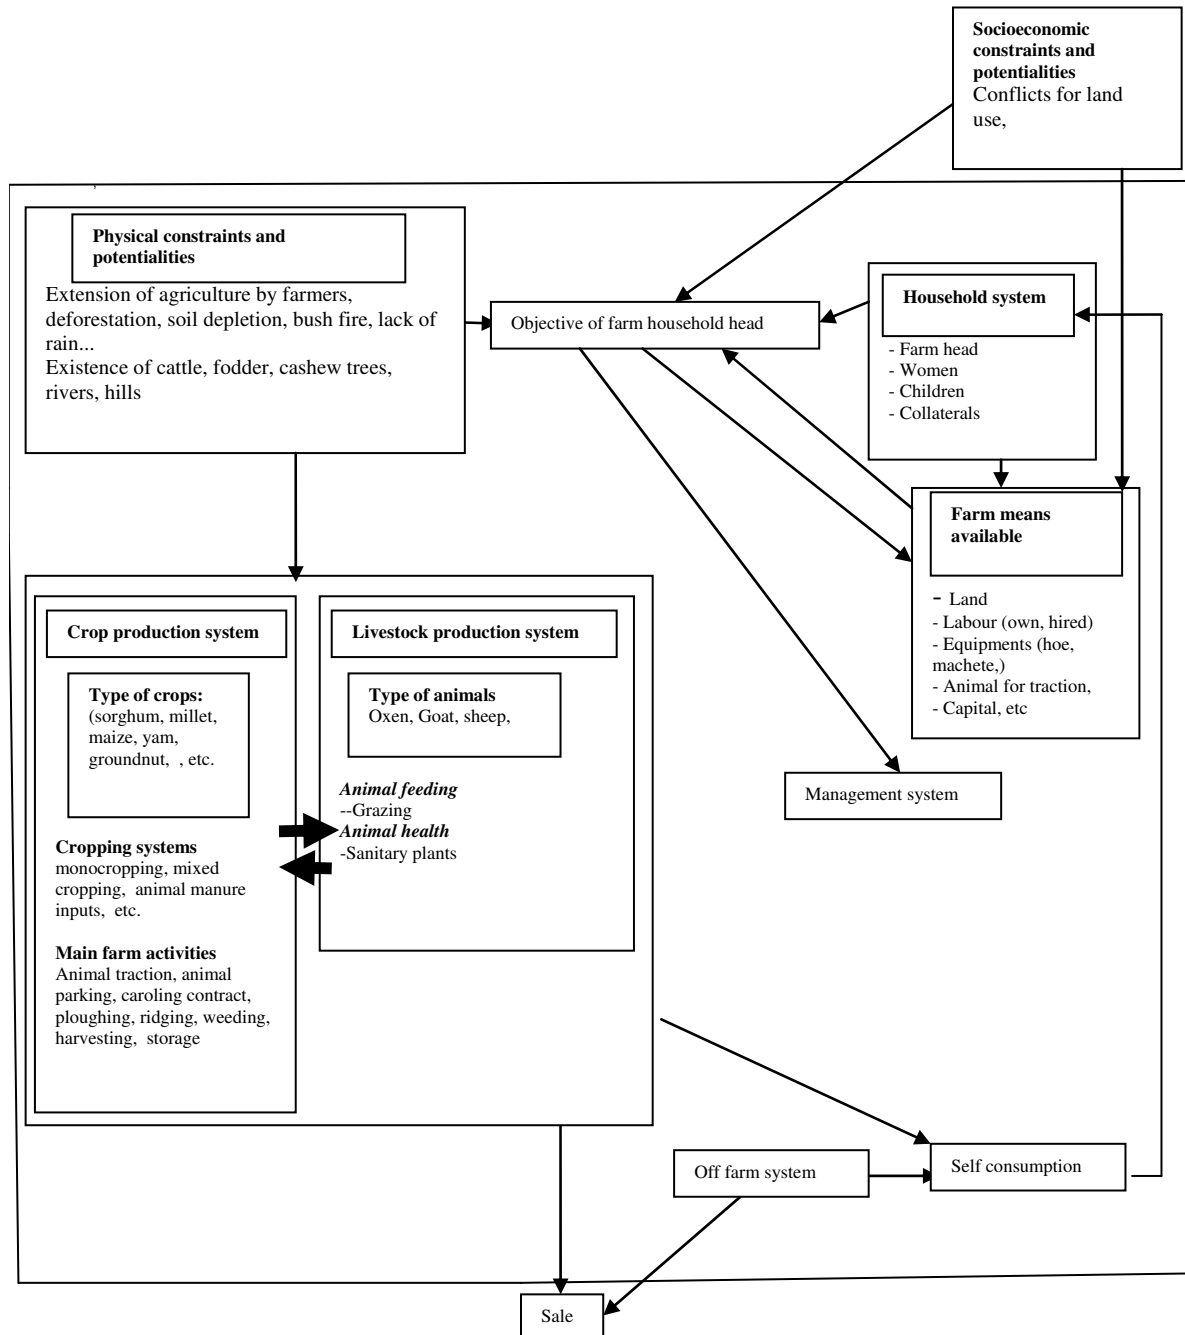 Socioeconomic
constraints and
potentialities
Conflicts for land
use,
,
Physical constraints and
potentialities
Extension of agriculture by farmers,
deforestation, soil depletion, bush fire, lack of
rain...
Existence of cattle, fodder, cashew trees,
rivers, hills
Objective of farm household head
Household system
- Farm head
- Women
- Children
- Collaterals
Farm means
available
- Land
- Labour (own, hired)
- Equipments (hoe,
machete,)
- Animal for traction,
- Capital, etc
Crop production system
Type of crops:
(sorghum, millet,
maize, yam,
groundnut, , etc.
Cropping systems
monocropping, mixed
cropping, animal manure
inputs, etc.
Main farm activities
Animal traction, animal
parking, caroling contract,
ploughing, ridging, weeding,
harvesting, storage
Livestock production system
Type of animals
Oxen, Goat, sheep,
Animal feeding
--Grazing
Animal health
-Sanitary plants
Management system
Off farm system
Self consumption
Sale